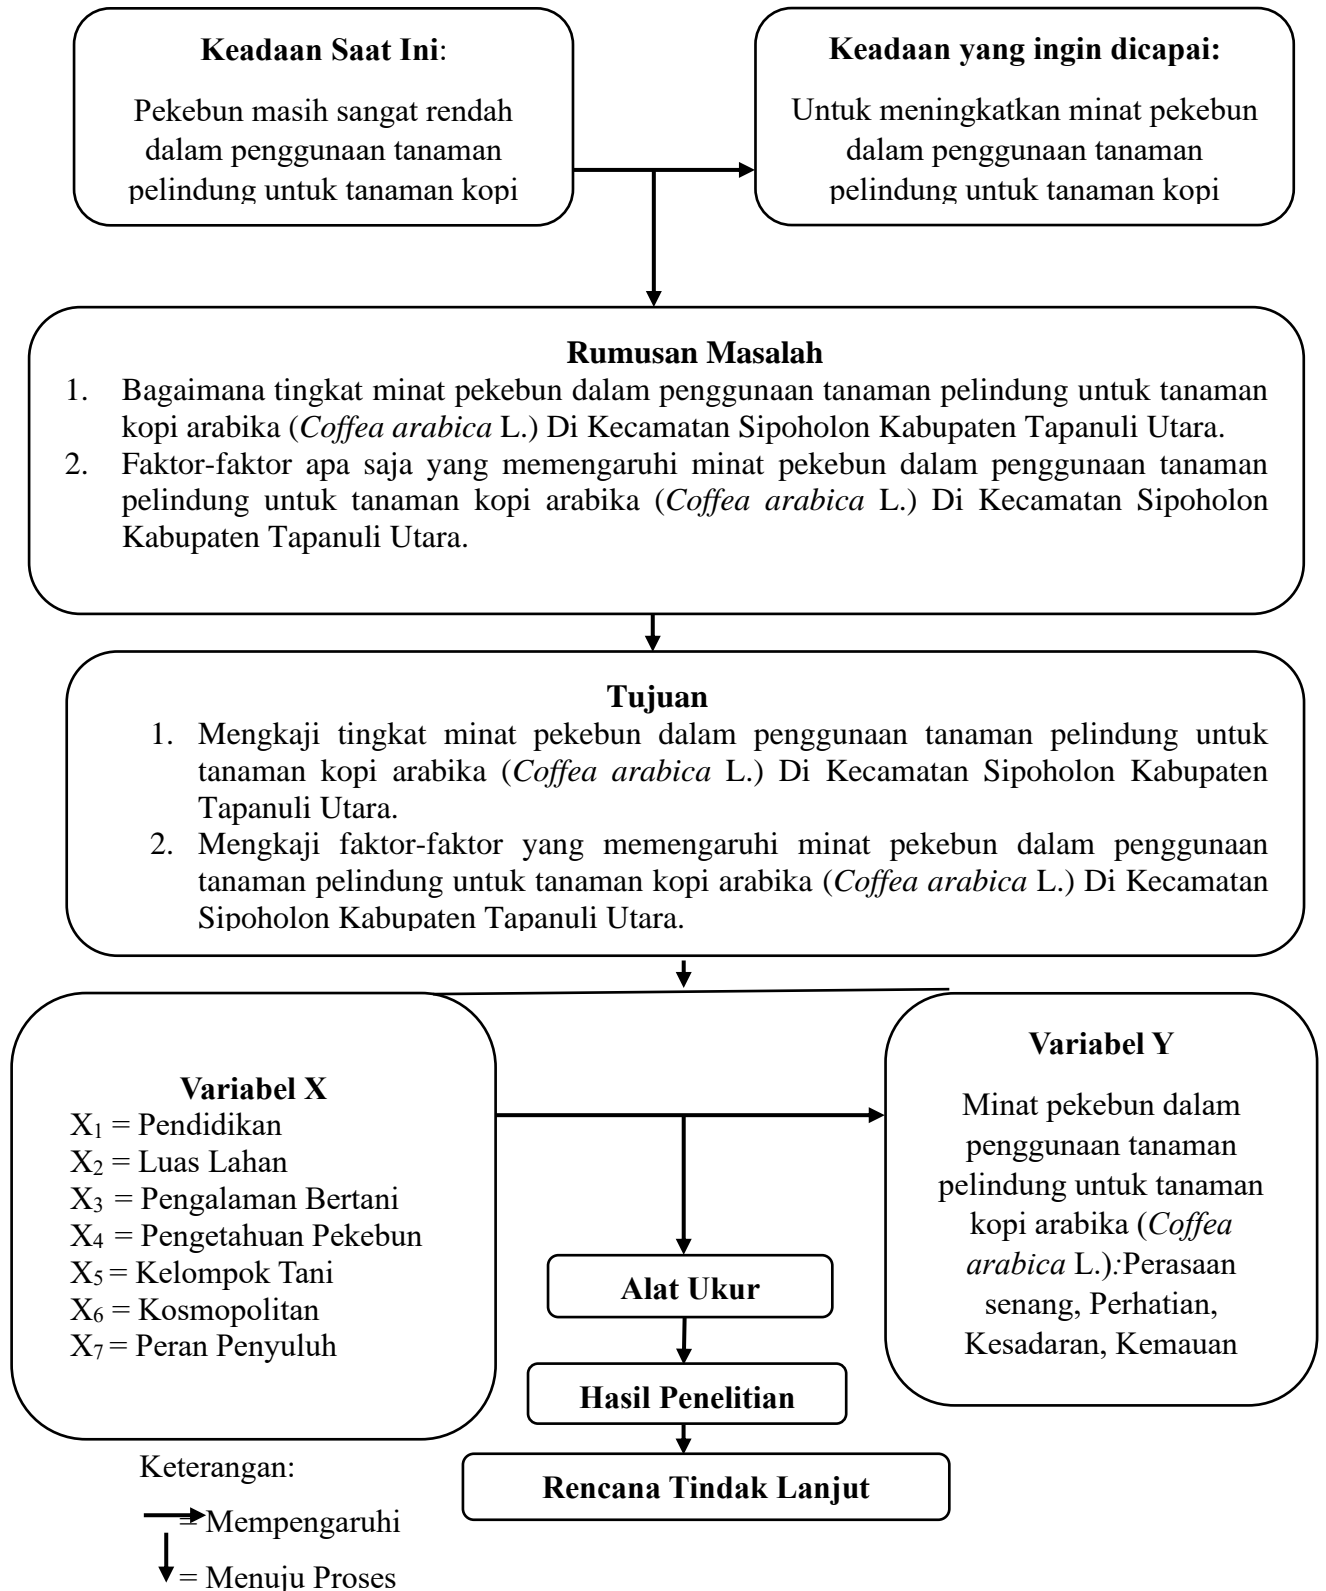 Keadaan Saat Ini:
Pekebun masih sangat rendah
dalam penggunaan tanaman
pelindung untuk tanaman kopi
Keadaan yang ingin dicapai:
Untuk meningkatkan minat pekebun
dalam penggunaan tanaman
pelindung untuk tanaman kopi
Rumusan Masalah
1. Bagaimana tingkat minat pekebun dalam penggunaan tanaman pelindung untuk tanaman
kopi arabika (Coffea arabica L.) Di Kecamatan Sipoholon Kabupaten Tapanuli Utara.
2. Faktor-faktor apa saja yang memengaruhi minat pekebun dalam penggunaan tanaman
pelindung untuk tanaman kopi arabika (Coffea arabica L.) Di Kecamatan Sipoholon
Kabupaten Tapanuli Utara.
Tujuan
1. Mengkaji tingkat minat pekebun dalam penggunaan tanaman pelindung untuk
tanaman kopi arabika (Coffea arabica L.) Di Kecamatan Sipoholon Kabupaten
Tapanuli Utara.
2. Mengkaji faktor-faktor yang memengaruhi minat pekebun dalam penggunaan
tanaman pelindung untuk tanaman kopi arabika (Coffea arabica L.) Di Kecamatan
Sipoholon Kabupaten Tapanuli Utara.
Variabel X
X₁ = Pendidikan
X₂ = Luas Lahan
X₃ = Pengalaman Bertani
X₄ = Pengetahuan Pekebun
X₅ = Kelompok Tani
X₆ = Kosmopolitan
X₇ = Peran Penyuluh
Variabel Y
Minat pekebun dalam
penggunaan tanaman
pelindung untuk tanaman
kopi arabika (Coffea
arabica L.):Perasaan
senang, Perhatian,
Kesadaran, Kemauan
Alat Ukur
Hasil Penelitian
Rencana Tindak Lanjut
Keterangan:
= Mempengaruhi
= Menuju Proses